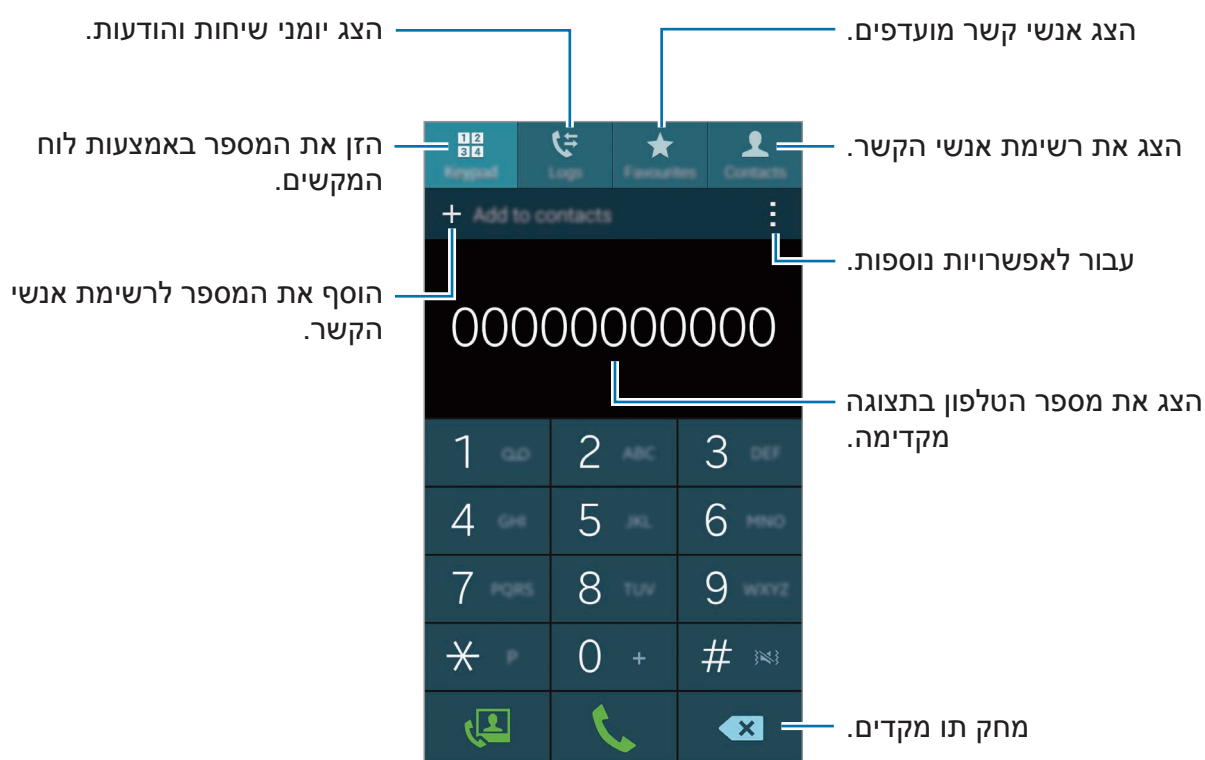 הצג יומני שיחות והודעות.
הצג אנשי קשר מועדפים.
הזן את המספר באמצעות לוח
המקשים.
הצג את רשימת אנשי הקשר.
Keypad Logs Favourites Contacts
+ Add to contacts
עבור לאפשרויות נוספות.
הוסף את המספר לרשימת אנשי
הקשר.
00000000000
הצג את מספר הטלפון בתצוגה
מקדימה.
1 2 ABC 3 DEF
4 GHI 5 JKL 6 MNO
7 PQRS 8 TUV 9 WXYZ
* P 0 + #
מחק תו מקדים.